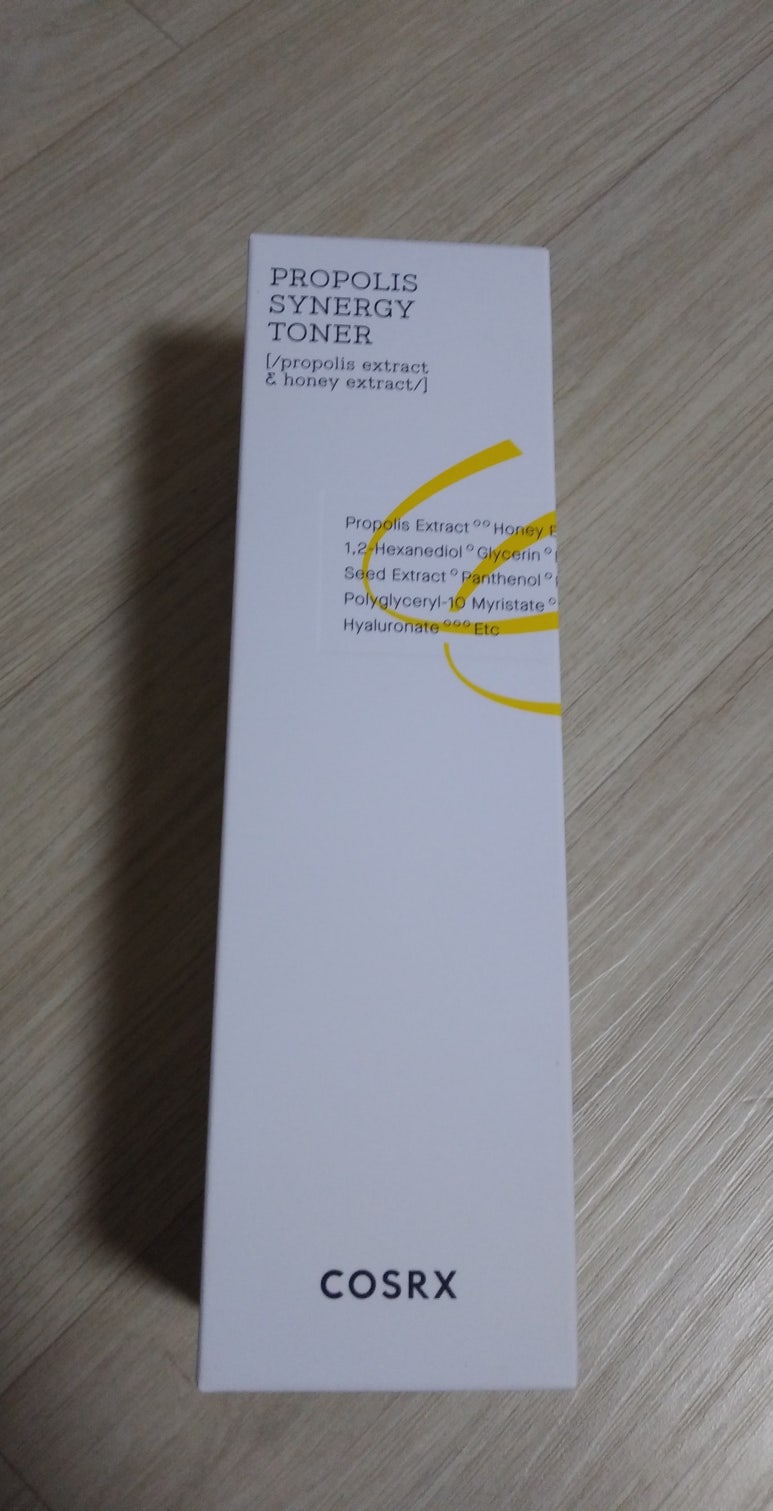 PROPOLIS
SYNERGY
TONER
[/propolis extract
& honey extract/]
Propolis Extract°°Honey
1,2-Hexanediol°Glycerin°
Seed Extract°Panthenol°
Polyglyceryl-10 Myristate°
Hyaluronate°°°Etc
COSRX